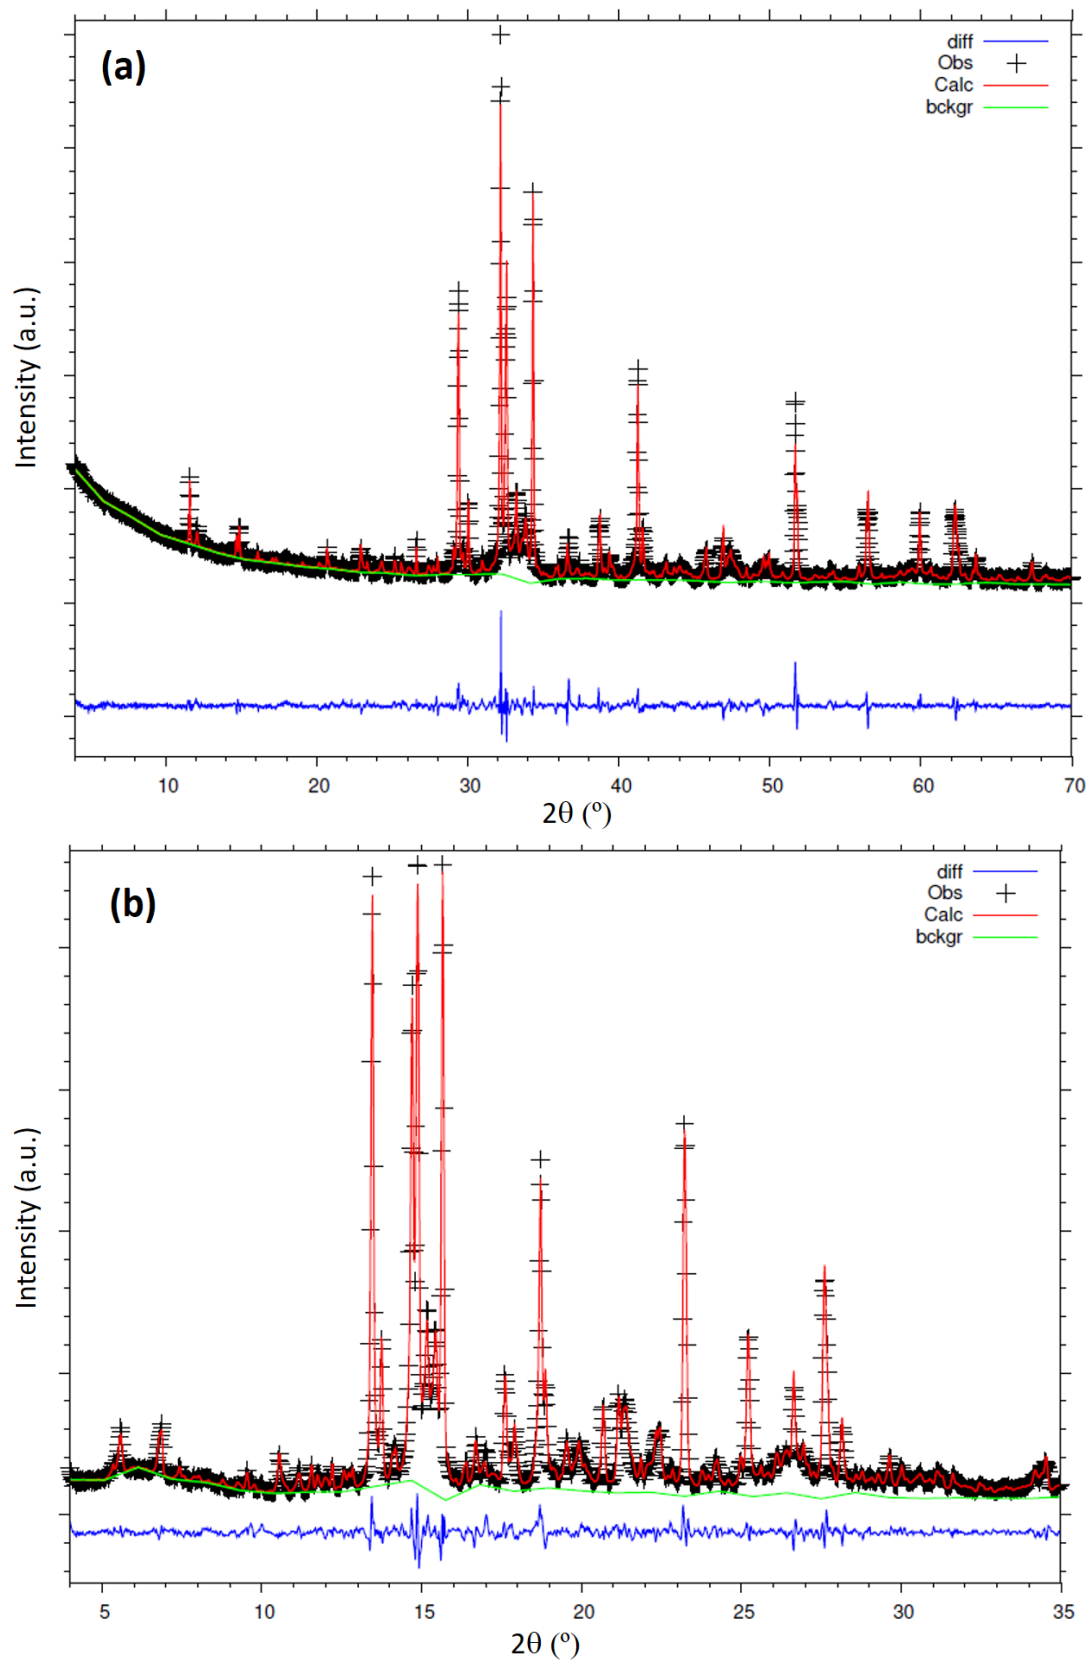 (a)
diff
Obs
Calc
bckgr
Intensity (a.u.)
10 20 30 40 50 60 70
2θ (º)
(b)
diff
Obs
Calc
bckgr
Intensity (a.u.)
5 10 15 20 25 30 35
2θ (º)